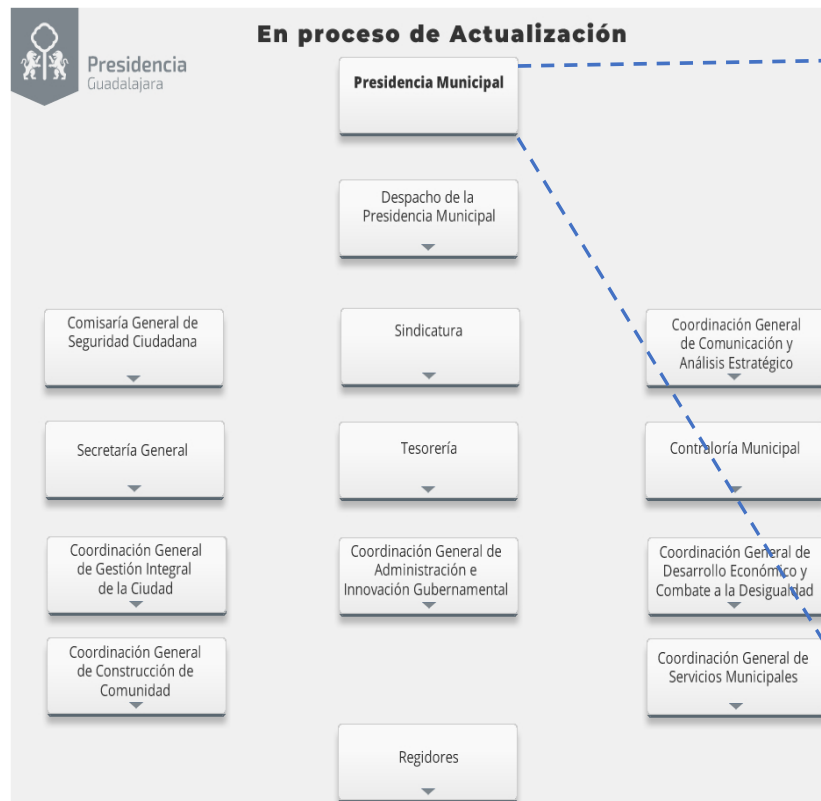 En proceso de Actualización
Presidencia
Guadalajara
Presidencia Municipal
Despacho de la
Presidencia Municipal
Comisaría General de
Seguridad Ciudadana
Sindicatura
Coordinación General
de Comunicación y
Análisis Estratégico
Secretaría General
Tesorería
Contraloría Municipal
Coordinación General
de Gestión Integral
de la Ciudad
Coordinación General de
Administración e
Innovación Gubernamental
Coordinación General de
Desarrollo Económico y
Combate a la Desigualdad
Coordinación General
de Construcción de
Comunidad
Coordinación General de
Servicios Municipales
Regidores